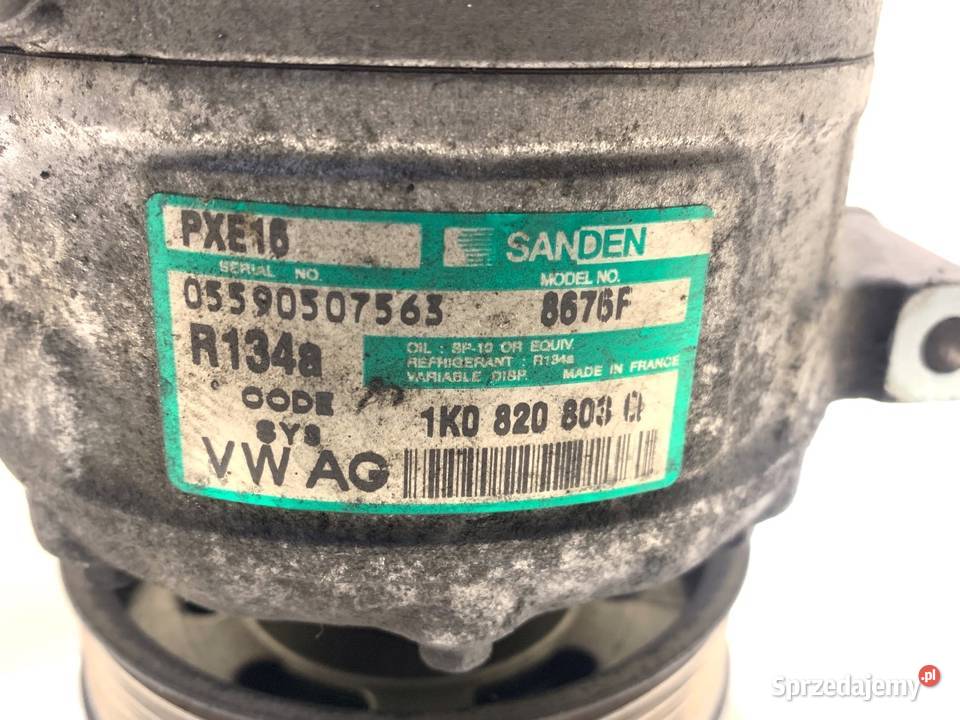 PXE16
SANDEN
SERIAL NO.
MODEL NO.
05590507563
8676F
R134a
OIL : SP-10 OR EQUIV.
REFRIGERANT : R134a
VARIABLE DISP. MADE IN FRANCE
CODE
SYS
1K0 820 803
VW AG
Sprzedajemy.pl